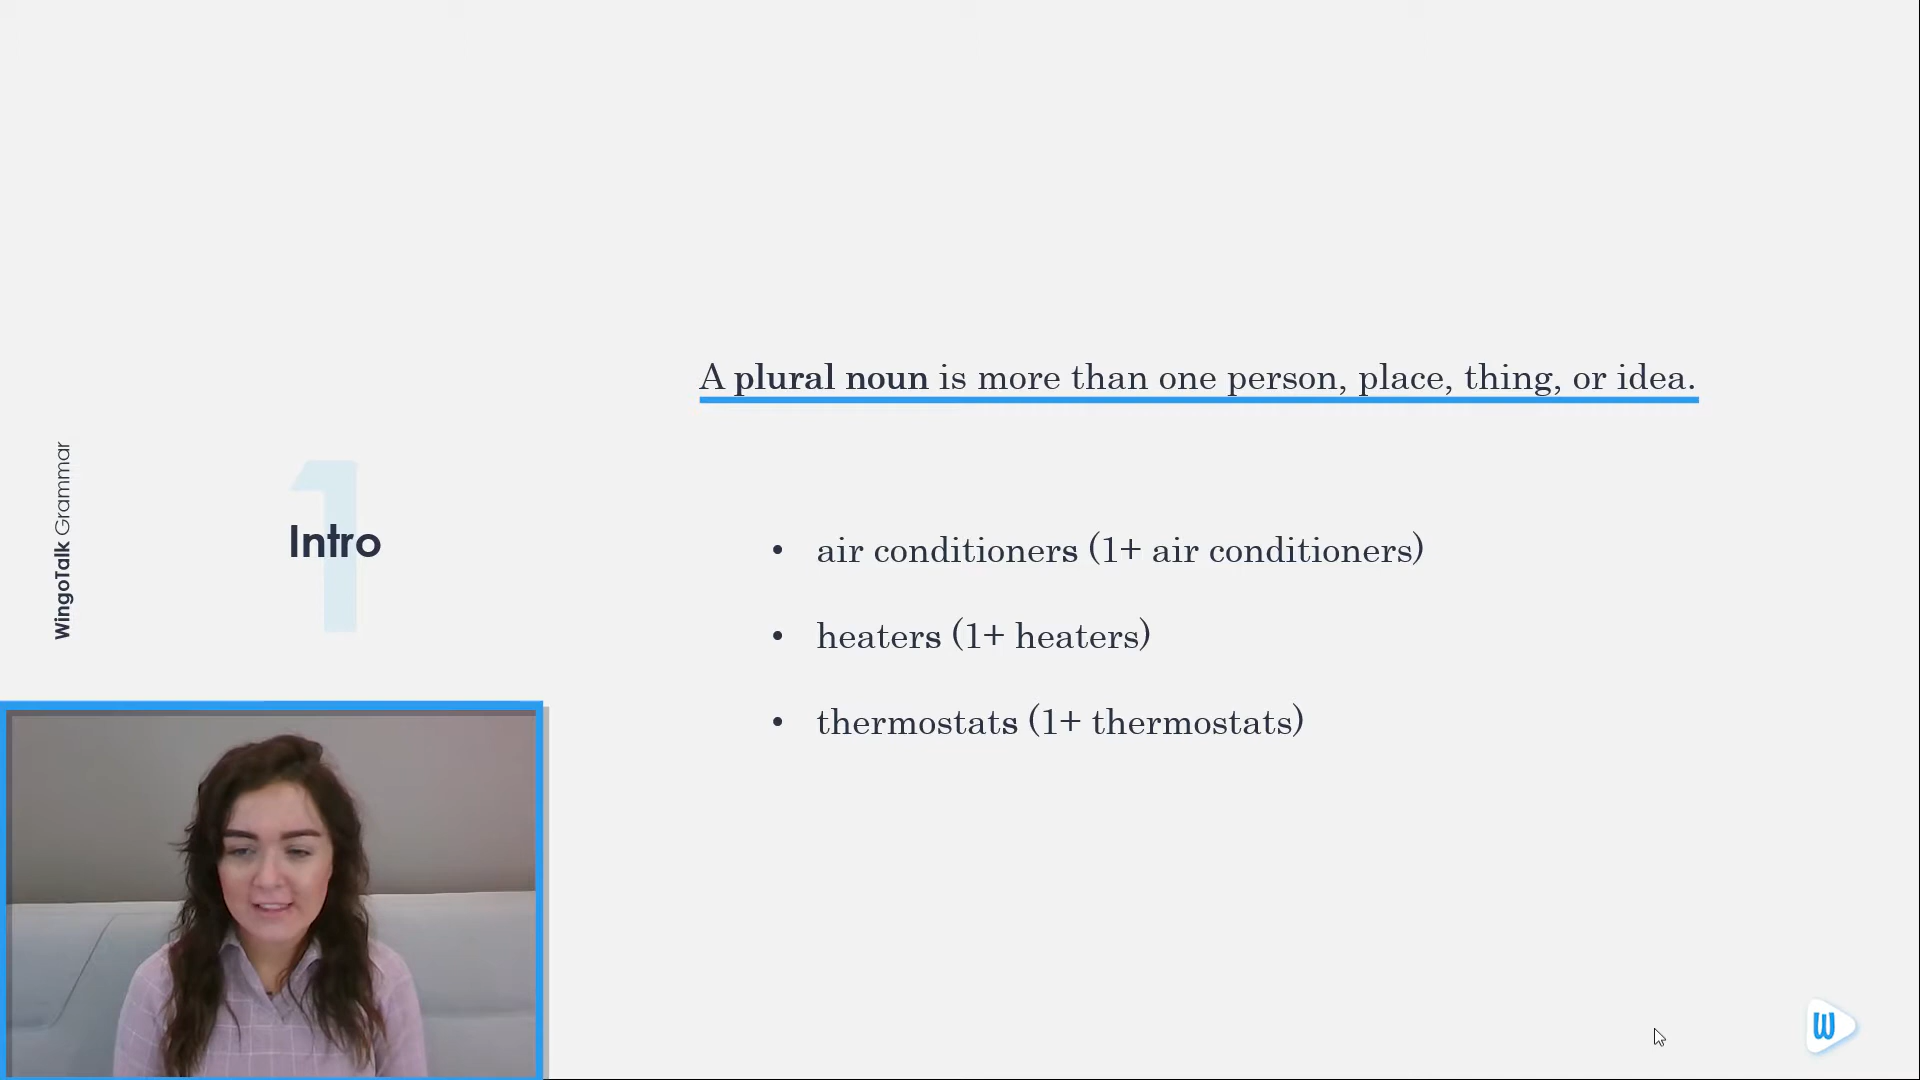 A plural noun is more than one person, place, thing, or idea.
WingoTalk Grammar
1
Intro
• air conditioners (1+ air conditioners)
• heaters (1+ heaters)
• thermostats (1+ thermostats)
W